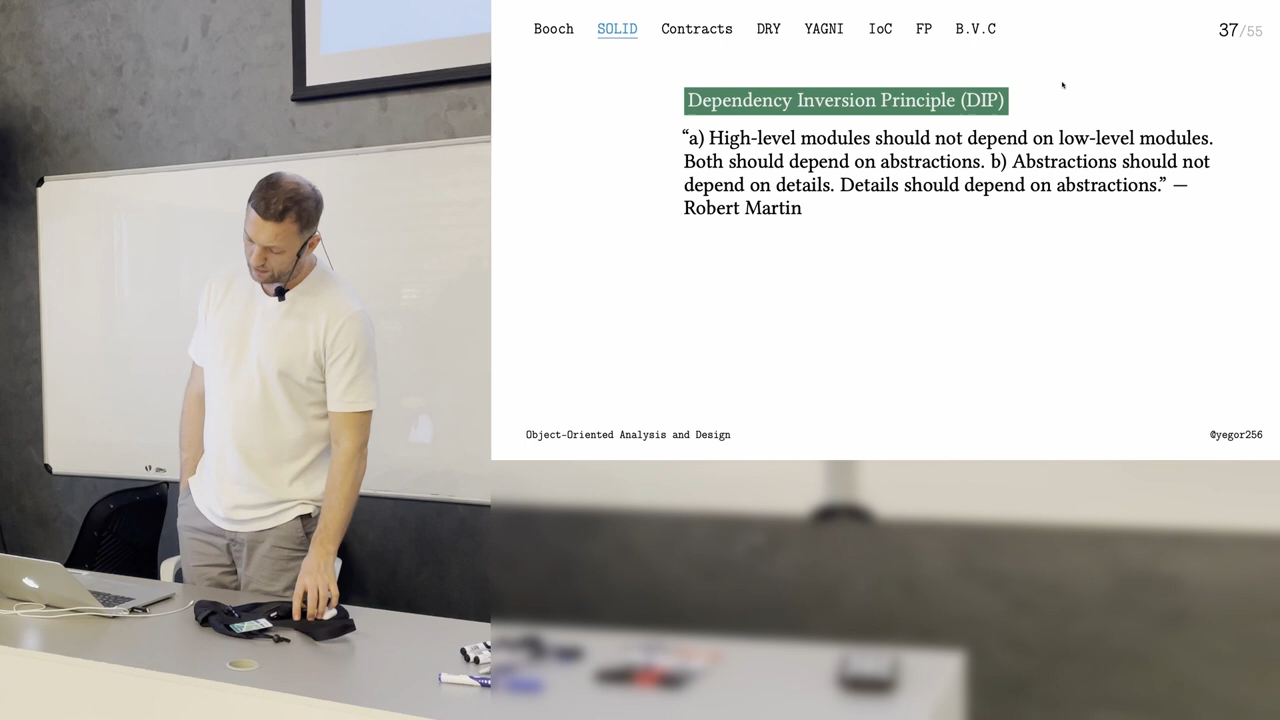 Booch SOLID Contracts DRY YAGNI IoC FP B.V.C
37/55
Dependency Inversion Principle (DIP)
“a) High-level modules should not depend on low-level modules.
Both should depend on abstractions. b) Abstractions should not
depend on details. Details should depend on abstractions.” —
Robert Martin
Object-Oriented Analysis and Design
@yegor256